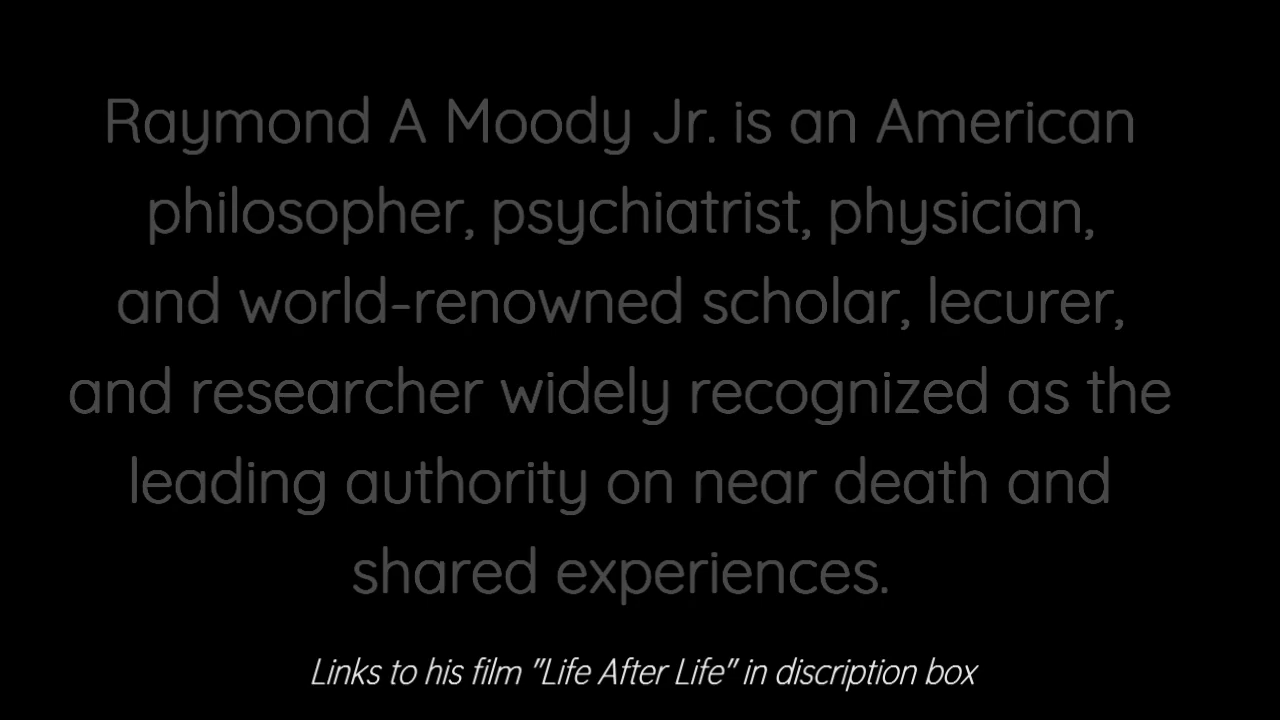 Raymond A Moody Jr. is an American
philosopher, psychiatrist, physician,
and world-renowned scholar, lecurer,
and researcher widely recognized as the
leading authority on near death and
shared experiences.
Links to his film "Life After Life" in discription box